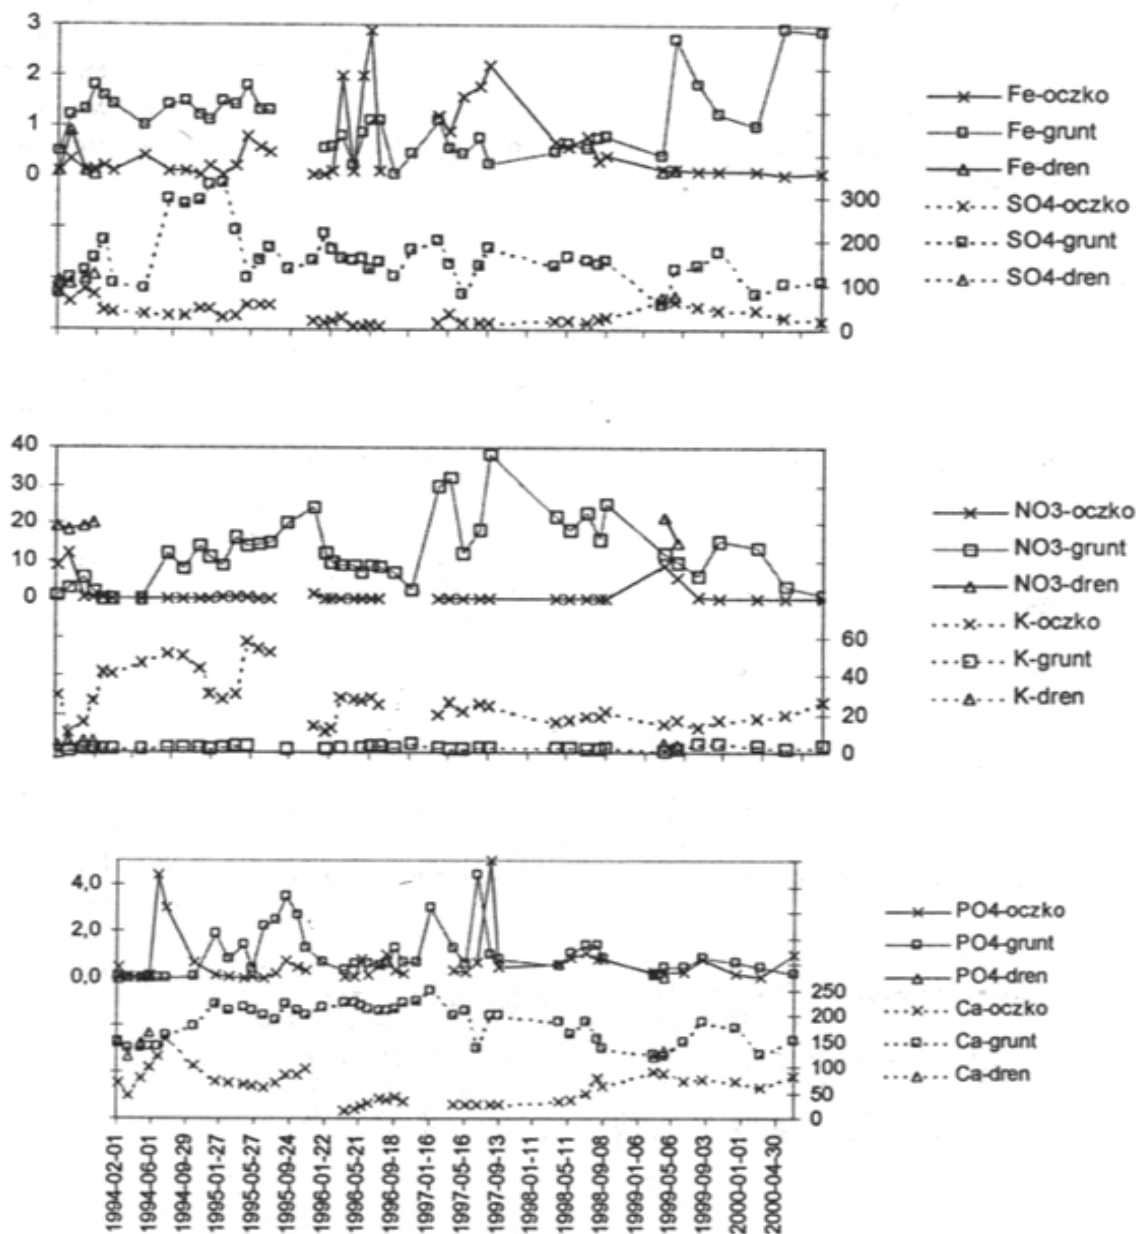 3
2
1
0
300
200
100
0
Fe-oczko
Fe-grunt
Fe-dren
SO4-oczko
SO4-grunt
SO4-dren
40
30
20
10
0
60
40
20
0
NO3-oczko
NO3-grunt
NO3-dren
K-oczko
K-grunt
K-dren
4,0
2,0
0,0
250
200
150
100
50
0
PO4-oczko
PO4-grunt
PO4-dren
Ca-oczko
Ca-grunt
Ca-dren
1994-02-01
1994-06-01
1994-09-29
1995-01-27
1995-05-27
1995-09-24
1996-01-22
1996-05-21
1996-09-18
1997-01-16
1997-05-16
1997-09-13
1998-01-11
1998-05-11
1998-09-08
1999-01-06
1999-05-06
1999-09-03
2000-01-01
2000-04-30